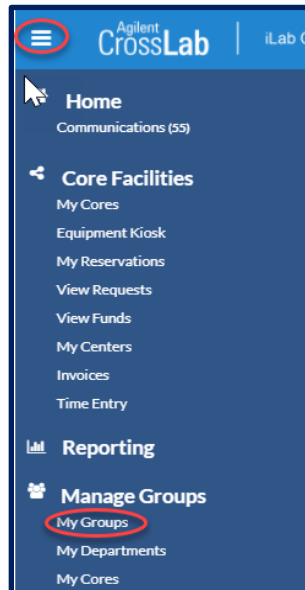 Agilent
CrossLab
iLab
Home
Communications (55)
Core Facilities
My Cores
Equipment Kiosk
My Reservations
View Requests
View Funds
My Centers
Invoices
Time Entry
Reporting
Manage Groups
My Groups
My Departments
My Cores